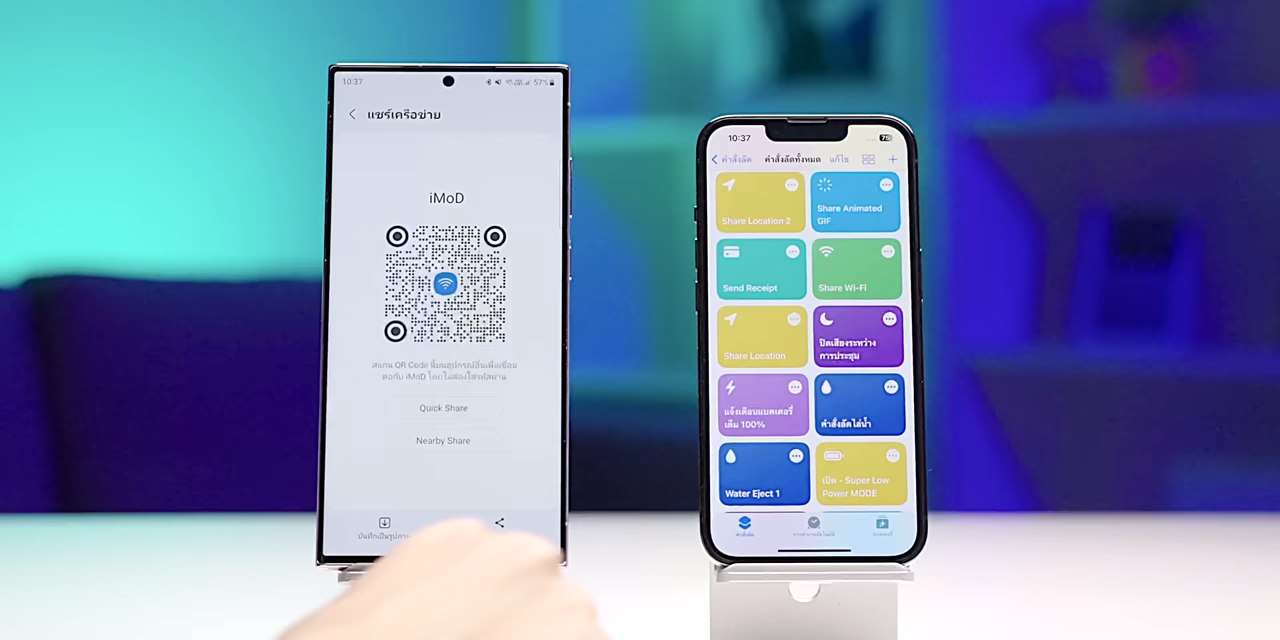 10:37
57%
แชร์เครือข่าย
iMoD
สแกน QR Code นี้บนอุปกรณ์อื่นเพื่อเชื่อม
ต่อกับ iMoD โดยไม่ต้องใส่รหัสผ่าน
Quick Share
Nearby Share
10:37
คำสั่งลัด
คำสั่งลัดทั้งหมด
แก้ไข
Share Location 2
Share Animated
GIF
Send Receipt
Share Wi-Fi
Share Location
ปิดเสียงระหว่าง
การประชุม
แจ้งเตือนแบตเตอรี่
เต็ม 100%
คำสั่งลัดไล่น้ำ
Water Eject 1
เปิด - Super Low
Power MODE
คำสั่งลัด